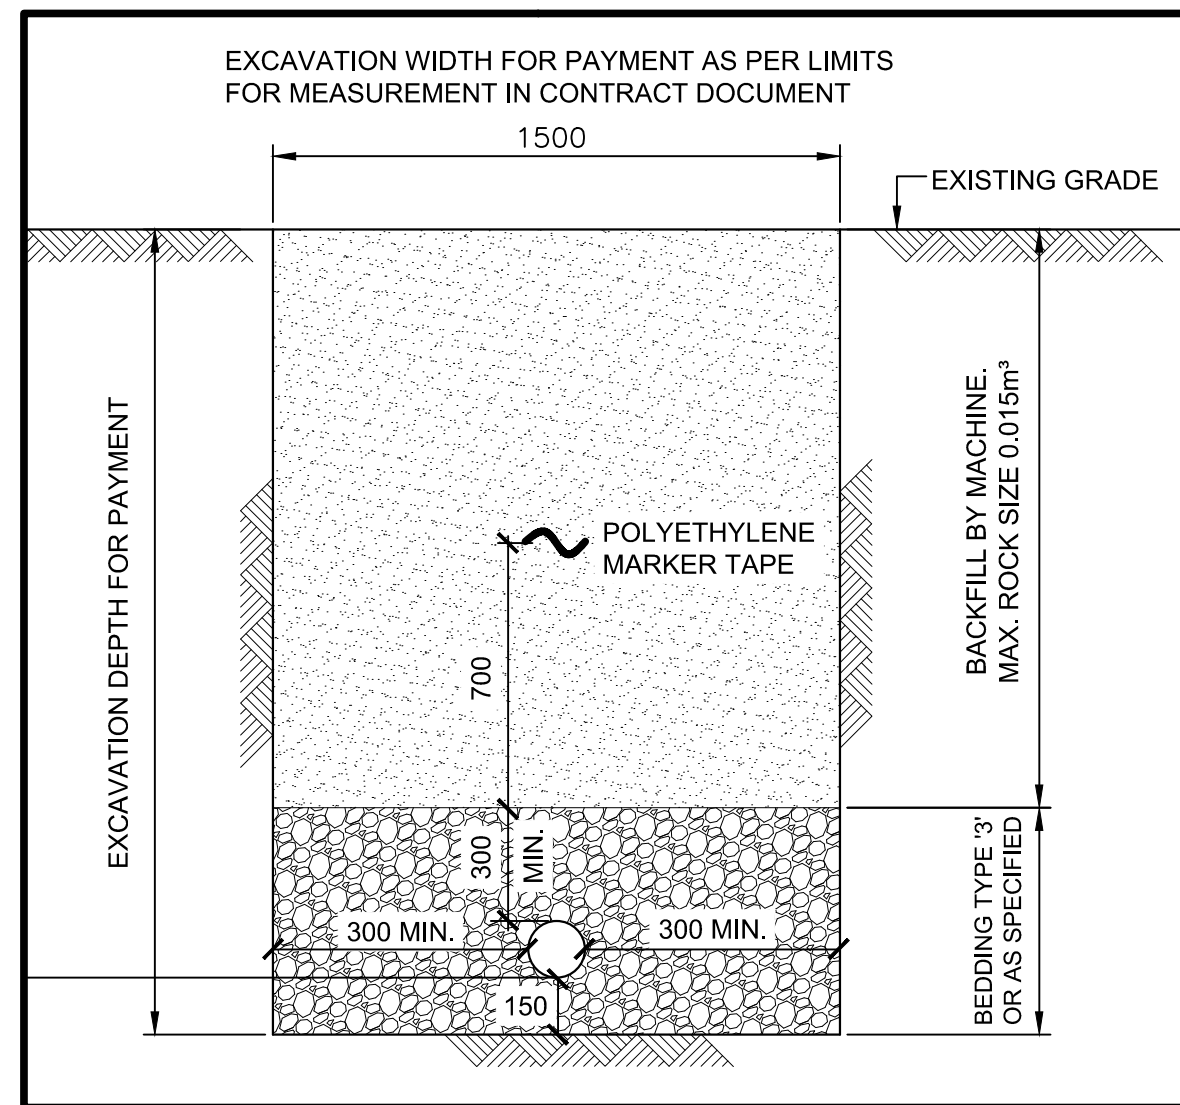 EXCAVATION WIDTH FOR PAYMENT AS PER LIMITS
FOR MEASUREMENT IN CONTRACT DOCUMENT
1500
EXISTING GRADE
EXCAVATION DEPTH FOR PAYMENT
BACKFILL BY MACHINE.
MAX. ROCK SIZE 0.015m³
POLYETHYLENE
MARKER TAPE
700
300
MIN.
300 MIN.
300 MIN.
150
BEDDING TYPE '3'
OR AS SPECIFIED